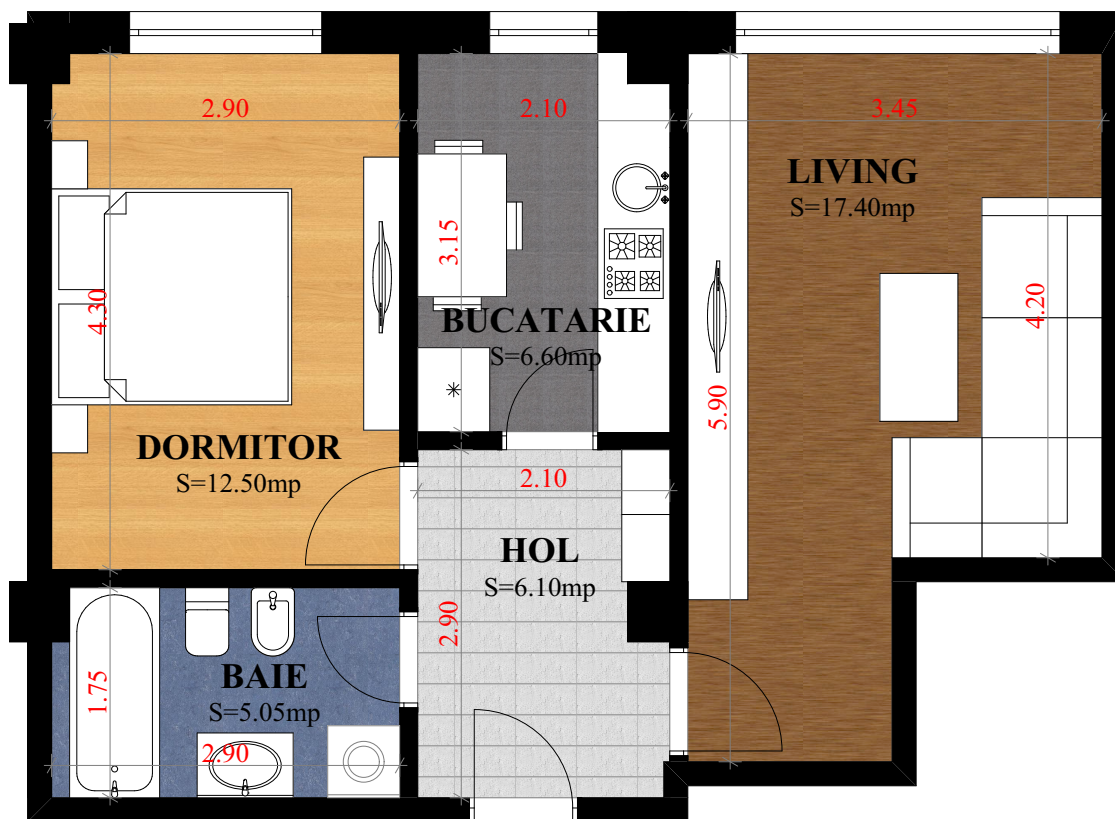 2.90
2.10
3.45
LIVING
S=17.40mp
3.15
4.30
4.20
BUCATARIE
S=6.60mp
5.90
DORMITOR
S=12.50mp
2.10
HOL
S=6.10mp
2.90
BAIE
S=5.05mp
1.75
2.90